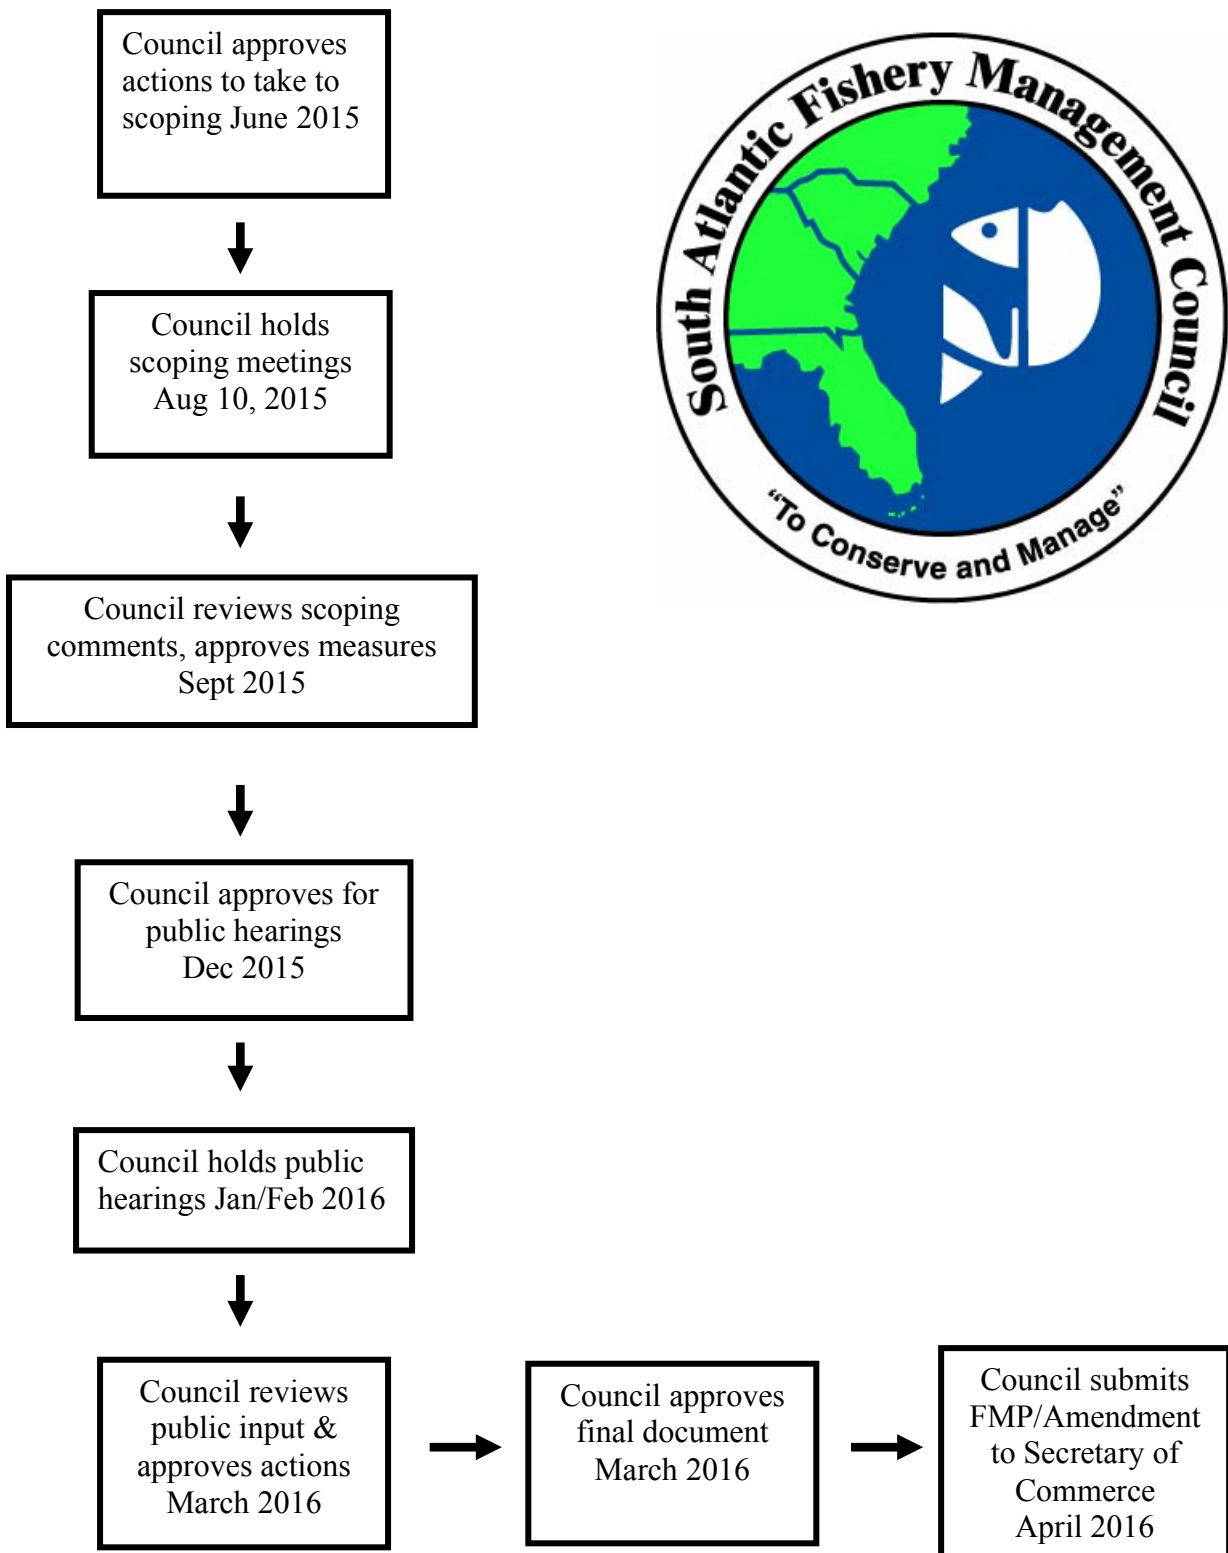 Council approves
actions to take to
scoping June 2015
South Atlantic Fishery Management Council
"To Conserve and Manage"
Council holds
scoping meetings
Aug 10, 2015
Council reviews scoping
comments, approves measures
Sept 2015
Council approves for
public hearings
Dec 2015
Council holds public
hearings Jan/Feb 2016
Council reviews
public input &
approves actions
March 2016
Council approves
final document
March 2016
Council submits
FMP/Amendment
to Secretary of
Commerce
April 2016